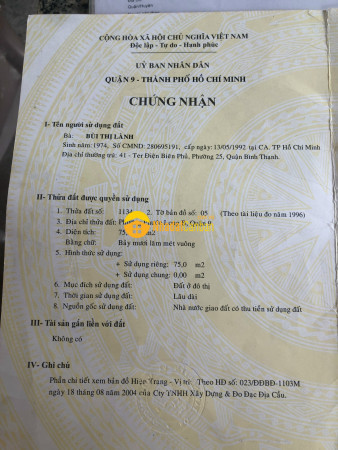 CỘNG HÒA XÃ HỘI CHỦ NGHĨA VIỆT NAM
Độc lập - Tự do - Hạnh phúc
UỶ BAN NHÂN DÂN
QUẬN 9 - THÀNH PHỐ HỒ CHÍ MINH
CHỨNG NHẬN
I- Tên người sử dụng đất
Bà: BÙI THỊ LÀNH
Sinh năm: 1974, Số CMND: 280695191, cấp ngày: 13/05/1992 tại CA. TP Hồ Chí Minh
Địa chỉ thường trú: 41 - Ter Điện Biên Phủ, Phường 25, Quận Bình Thạnh.
II- Thửa đất được quyền sử dụng
1. Thửa đất số: 2. Tờ bản đồ số: 05 (Theo tài liệu đo năm 1996)
3. Địa chỉ thửa đất: Quận 9
4. Diện tích: m2
Bằng chữ: Bảy mươi lăm mét vuông
5. Hình thức sử dụng:
+ Sử dụng riêng: 75,0 m2
+ Sử dụng chung: 0,00 m2
6. Mục đích sử dụng đất: Đất ở đô thị
7. Thời gian sử dụng đất: Lâu dài
8. Nguồn gốc sử dụng đất: Nhà nước giao đất có thu tiền sử dụng đất
III- Tài sản gắn liền với đất
Không có
IV- Ghi chú
Phần chi tiết xem bản đồ Hiện Trạng - Vị trí: Theo HĐ số: 023/ĐĐBĐ-1103M
ngày 18 tháng 08 năm 2004 của Cty TNHH Xây Dựng & Đo Đạc Địa Cầu.